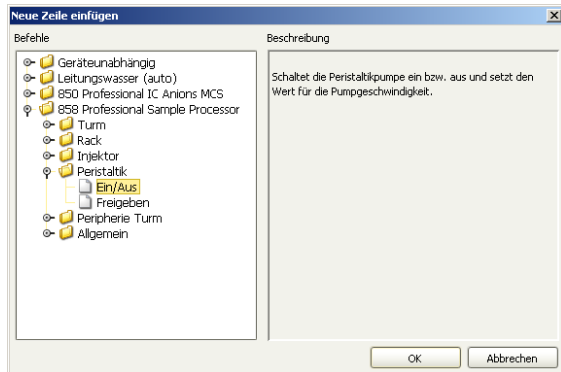 Neue Zeile einfügen
Befehle
Beschreibung
Geräteunabhängig
Leitungswasser (auto)
850 Professional IC Anions MCS
858 Professional Sample Processor
Turm
Rack
Injektor
Peristaltik
Ein/Aus
Freigeben
Peripherie Turm
Allgemein
Schaltet die Peristaltikpumpe ein bzw. aus und setzt den
Wert für die Pumpgeschwindigkeit.
OK
Abbrechen